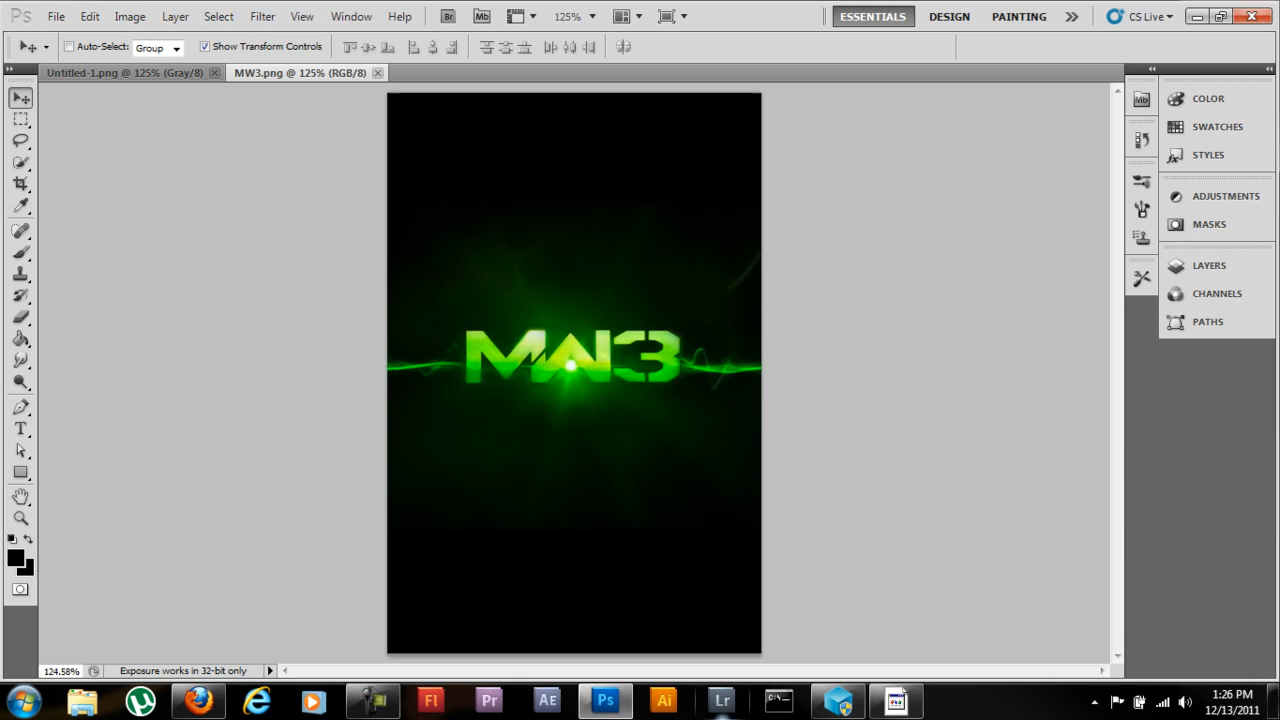 Ps File Edit Image Layer Select Filter View Window Help Br Mb 125% ESSENTIALS DESIGN PAINTING CS Live
Auto-Select: Group Show Transform Controls
Untitled-1.png @ 125% (Gray/8) MW3.png @ 125% (RGB/8)
Mb COLOR
SWATCHES
STYLES
ADJUSTMENTS
MASKS
LAYERS
CHANNELS
PATHS
MW3
T
124.58% Exposure works in 32-bit only
Fl Pr AE Ps Ai Lr C:\_ 1:26 PM
12/13/2011